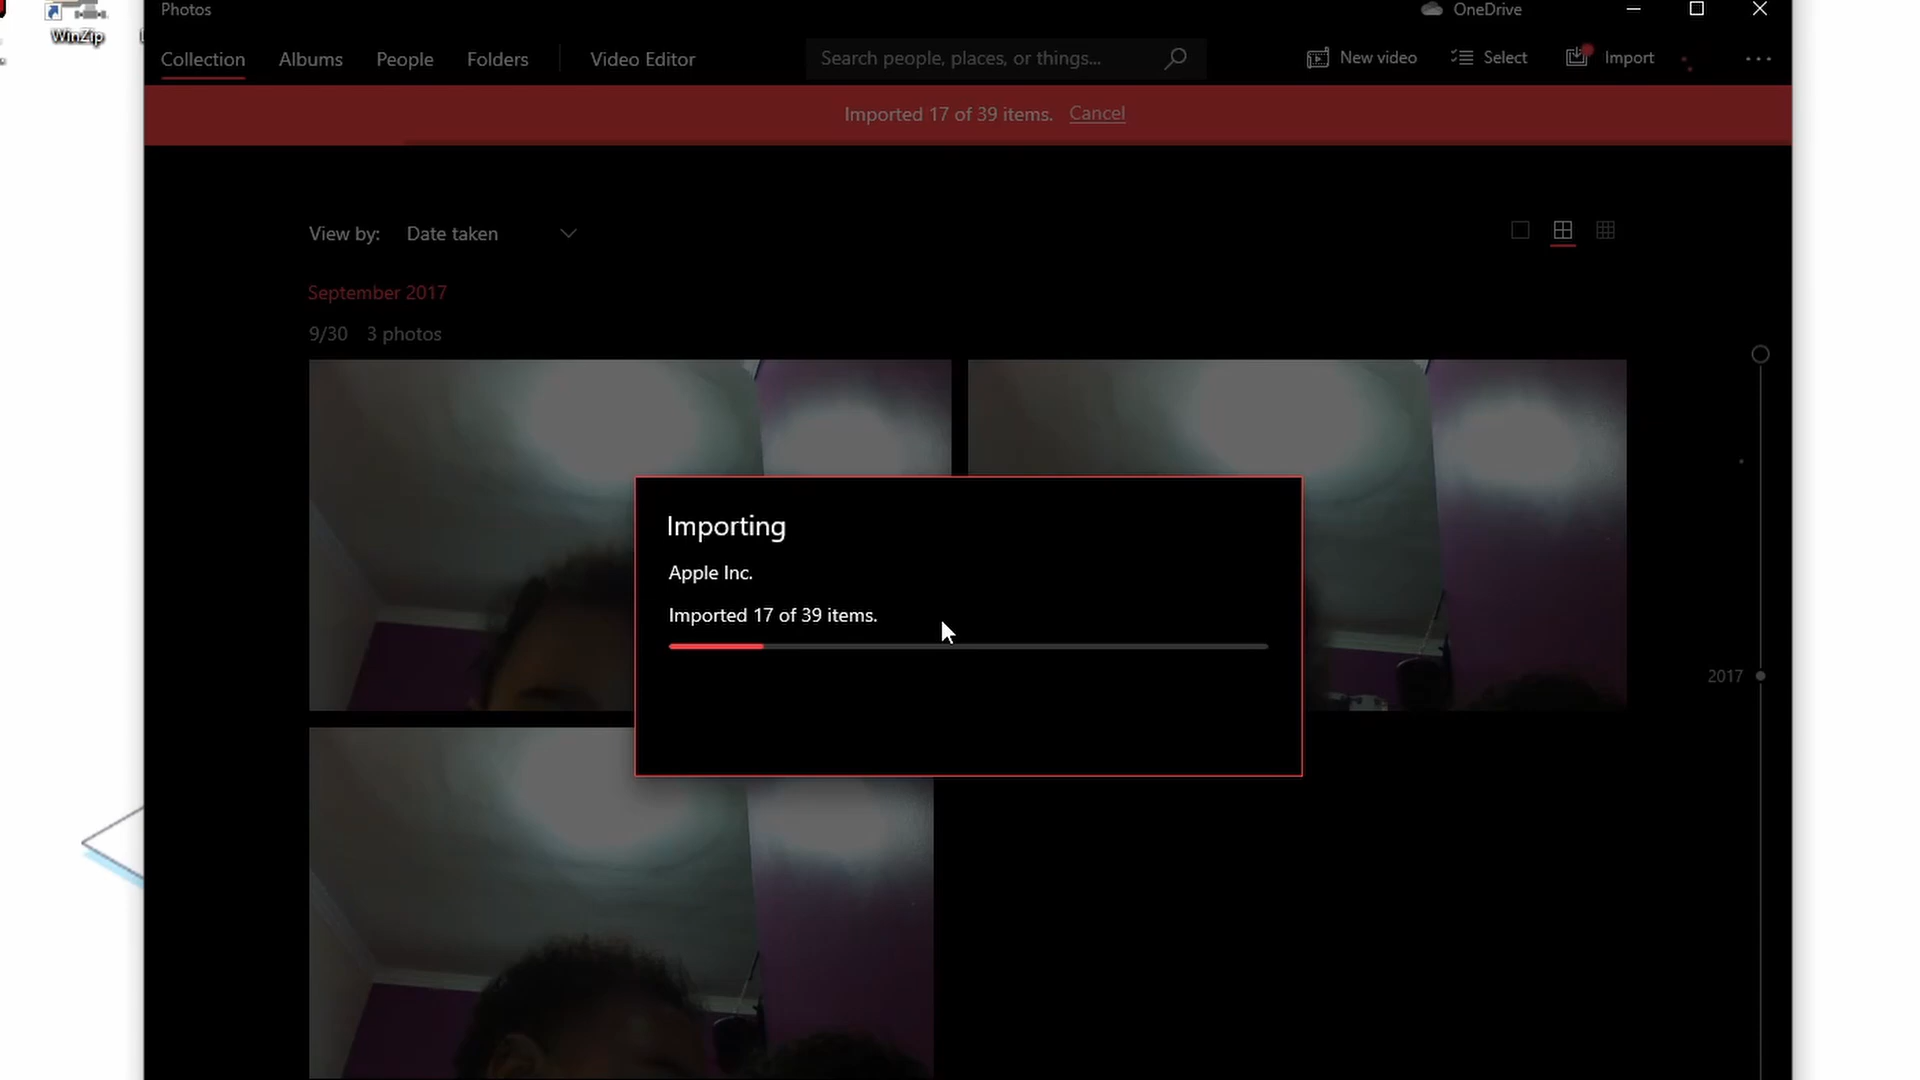 WinZip
Photos
OneDrive
Collection
Albums
People
Folders
Video Editor
Search people, places, or things...
New video
Select
Import
Imported 17 of 39 items. Cancel
View by: Date taken
September 2017
9/30 3 photos
Importing
Apple Inc.
Imported 17 of 39 items.
2017